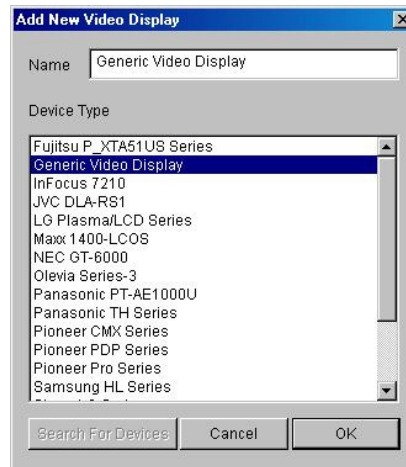 Add New Video Display
Name
Generic Video Display
Device Type
Fujitsu P_XTA51US Series
Generic Video Display
InFocus 7210
JVC DLA-RS1
LG Plasma/LCD Series
Maxx 1400-LCOS
NEC GT-6000
Olevia Series-3
Panasonic PT-AE1000U
Panasonic TH Series
Pioneer CMX Series
Pioneer PDP Series
Pioneer Pro Series
Samsung HL Series
Search For Devices
Cancel
OK